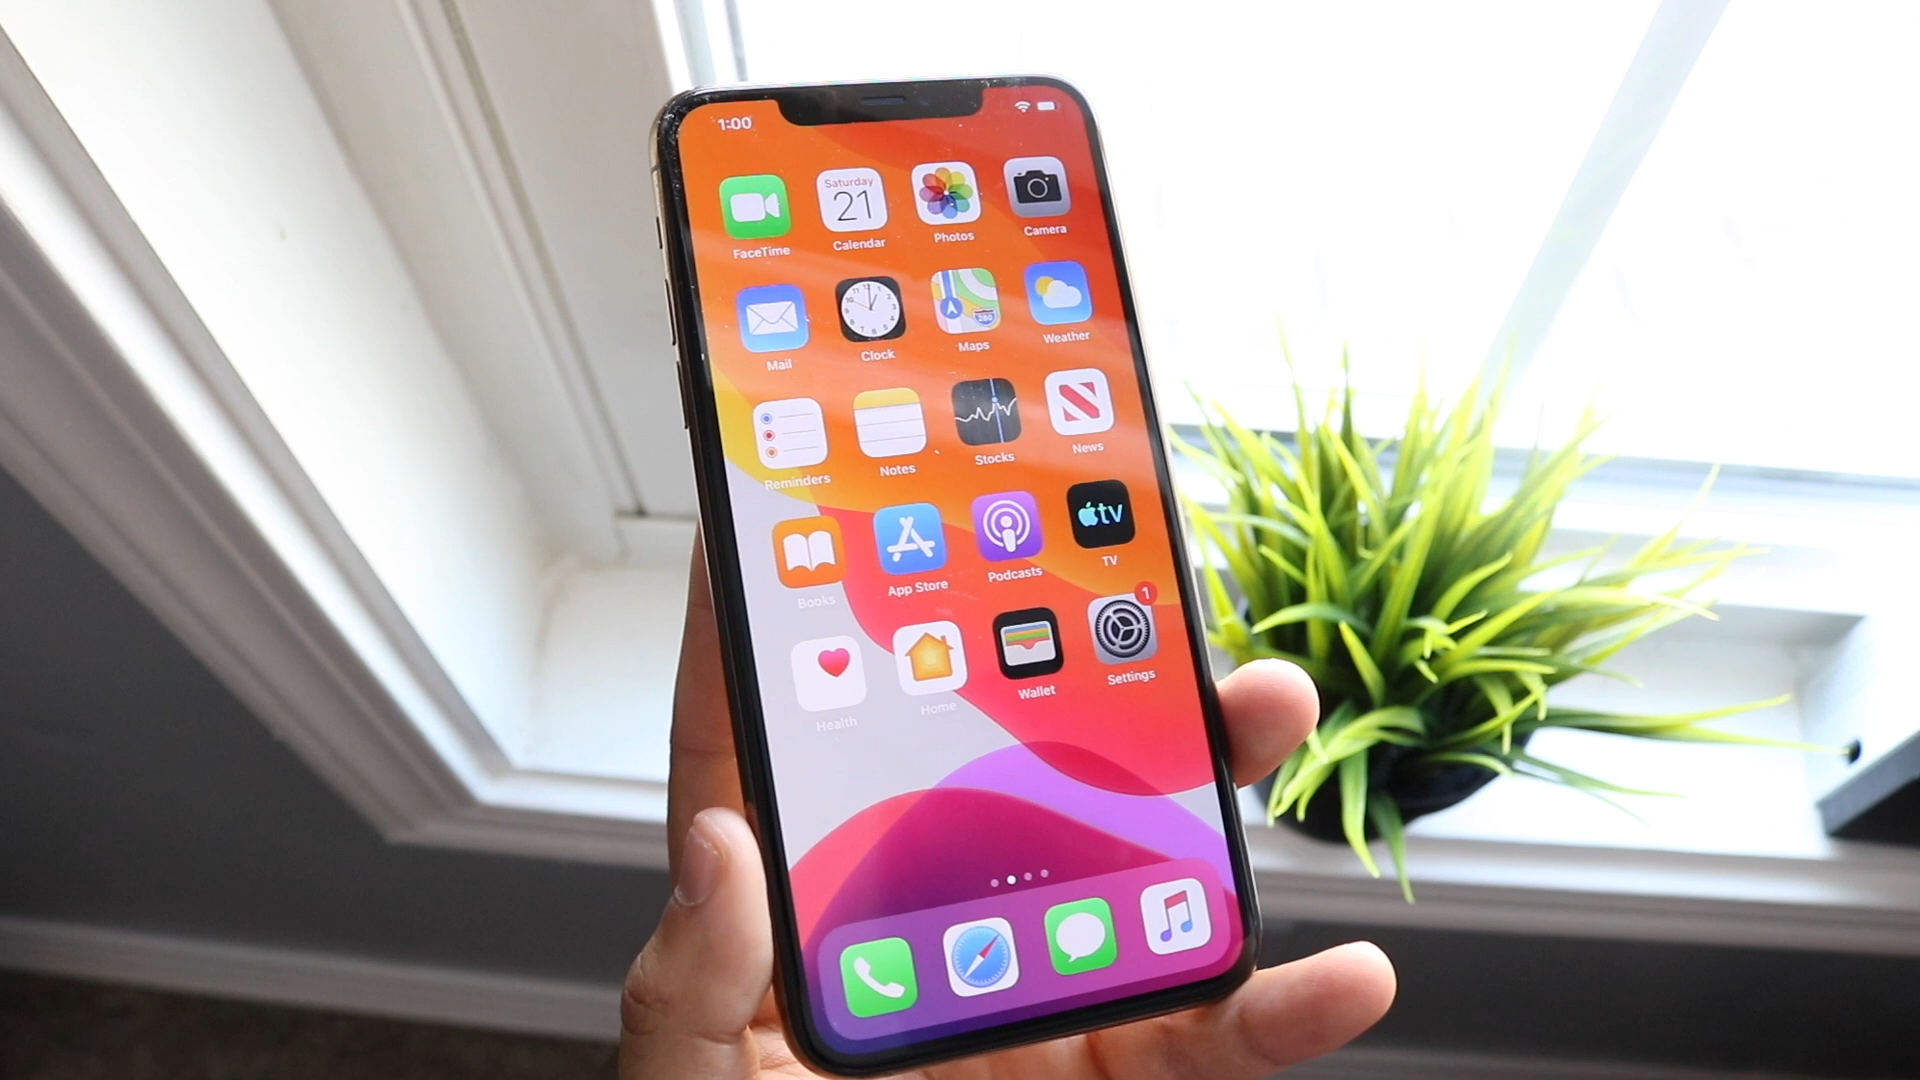 1:00
Saturday
21
FaceTime
Calendar
Photos
Camera
Mail
Clock
Maps
280
Weather
Reminders
Notes
Stocks
News
tv
Books
App Store
Podcasts
TV
1
Health
Home
Wallet
Settings